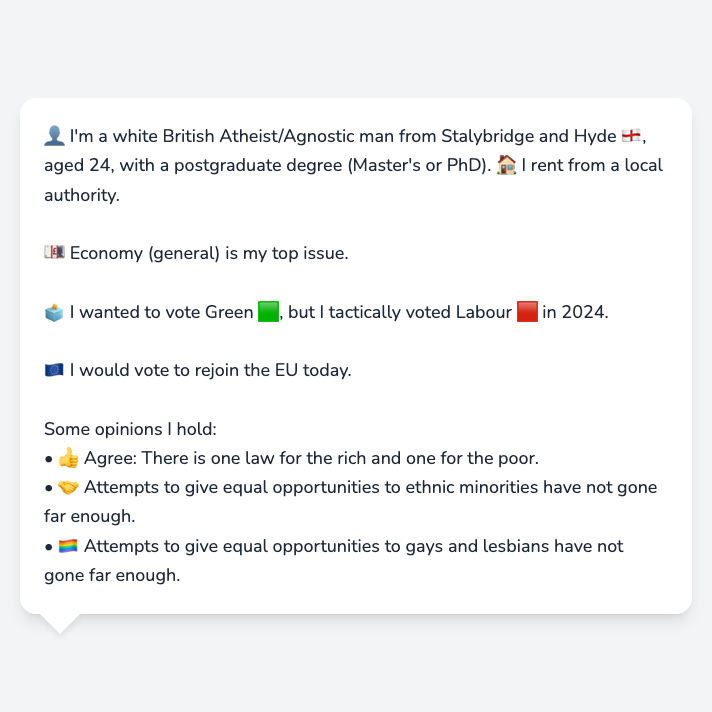 👤 I'm a white British Atheist/Agnostic man from Stalybridge and Hyde 🏴󠁧󠁢󠁥󠁮󠁧󠁿,
aged 24, with a postgraduate degree (Master's or PhD). 🏠 I rent from a local
authority.
💷 Economy (general) is my top issue.
🗳️ I wanted to vote Green 🟩, but I tactically voted Labour 🟥 in 2024.
🇪🇺 I would vote to rejoin the EU today.
Some opinions I hold:
• 👍 Agree: There is one law for the rich and one for the poor.
• 🤝 Attempts to give equal opportunities to ethnic minorities have not gone
far enough.
• 🏳️‍🌈 Attempts to give equal opportunities to gays and lesbians have not
gone far enough.